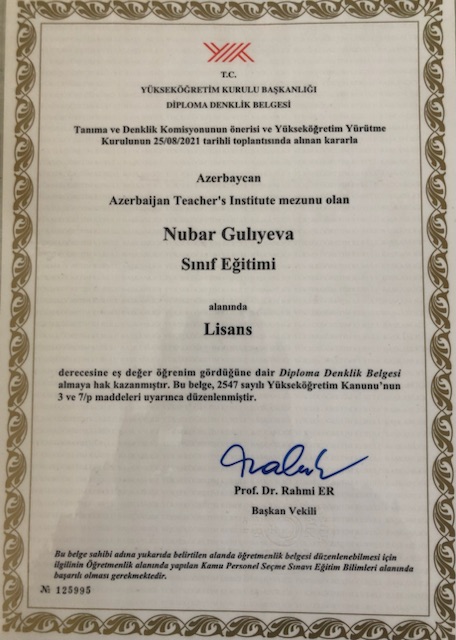 T.C.
YÜKSEKÖĞRETİM KURULU BAŞKANLIĞI
DİPLOMA DENKLİK BELGESİ
Tanıma ve Denklik Komisyonunun önerisi ve Yükseköğretim Yürütme
Kurulunun 25/08/2021 tarihli toplantısında alınan kararla
Azerbaycan
Azerbaijan Teacher's Institute mezunu olan
Nubar Gulıyeva
Sınıf Eğitimi
alanında
Lisans
derecesine eş değer öğrenim gördüğüne dair Diploma Denklik Belgesi
almaya hak kazanmıştır. Bu belge, 2547 sayılı Yükseköğretim Kanunu'nun
3 ve 7/p maddeleri uyarınca düzenlenmiştir.
Prof. Dr. Rahmi ER
Başkan Vekili
Bu belge sahibi adına yukarıda belirtilen alanda öğretmenlik belgesi düzenlenebilmesi için
ilgilinin Öğretmenlik alanında yapılan Kamu Personel Seçme Sınavı Eğitim Bilimleri alanında
başarılı olması gerekmektedir.
№ 125995